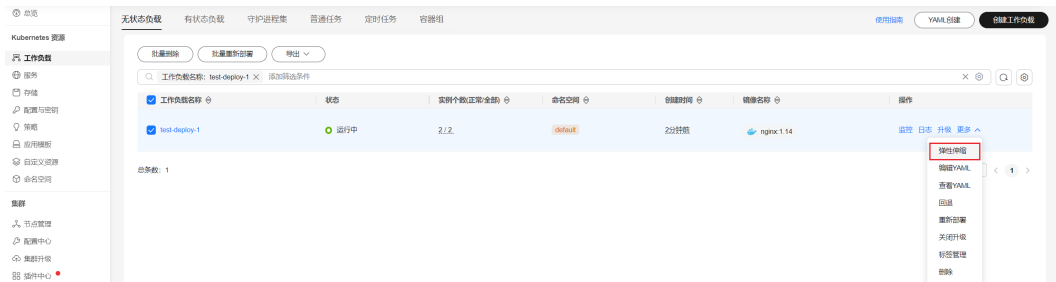 总览
Kubernetes 资源
工作负载
服务
存储
配置与密钥
策略
应用模板
自定义资源
命名空间
集群
节点管理
配置中心
集群升级
插件中心
无状态负载 有状态负载 守护进程集 普通任务 定时任务 容器组 使用指南 YAML创建 创建工作负载
批量删除 批量重新部署 导出
工作负载名称: test-deploy-1 × 添加筛选条件 ×
工作负载名称 状态 实例个数(正常/全部) 命名空间 创建时间 镜像名称 操作
test-deploy-1 运行中 2 / 2 default 2分钟前 nginx:1.14 监控 日志 升级 更多
总条数: 1 < 1 >
弹性伸缩
编辑YAML
查看YAML
回退
重新部署
关闭升级
标签管理
删除